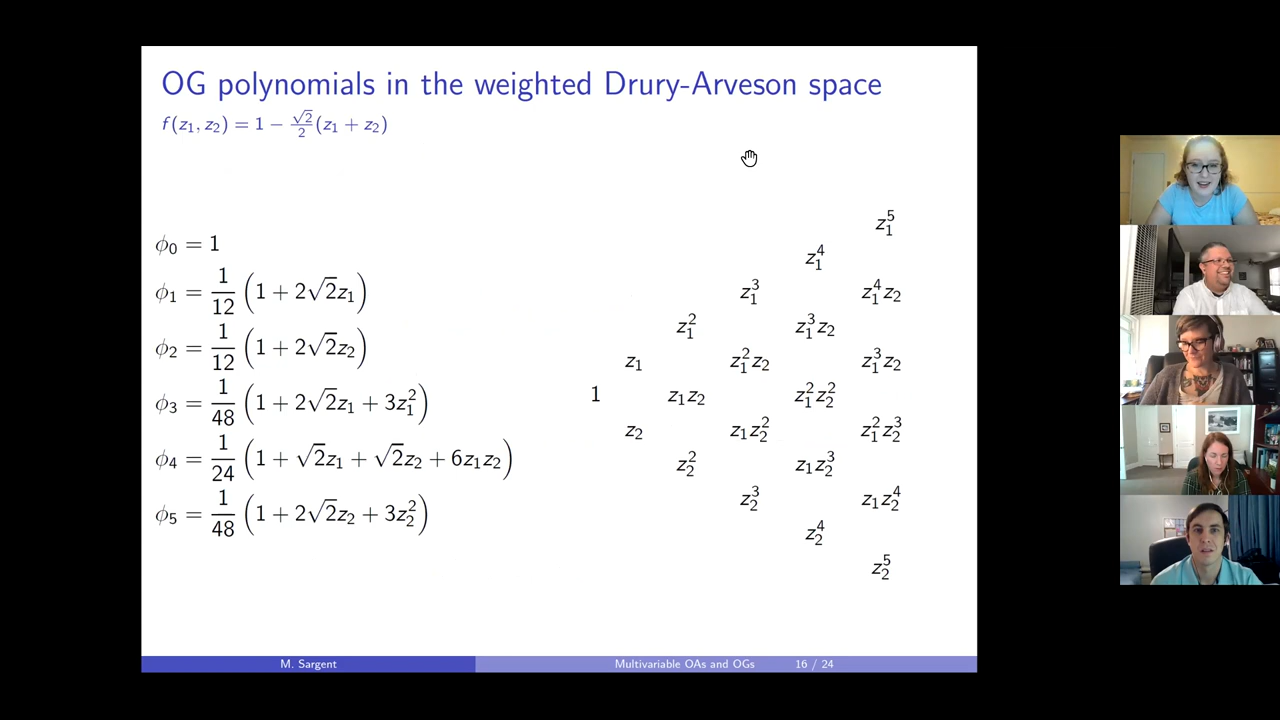 OG polynomials in the weighted Drury-Arveson space
f(z₁, z₂) = 1 − √2/2 (z₁ + z₂)
ϕ₀ = 1
ϕ₁ = 1/12 (1 + 2√2z₁)
ϕ₂ = 1/12 (1 + 2√2z₂)
ϕ₃ = 1/48 (1 + 2√2z₁ + 3z₁²)
ϕ₄ = 1/24 (1 + √2z₁ + √2z₂ + 6z₁z₂)
ϕ₅ = 1/48 (1 + 2√2z₂ + 3z₂²)
z₁⁵
z₁⁴
z₁³ z₁⁴z₂
z₁² z₁³z₂
z₁ z₁²z₂ z₁³z₂
1 z₁z₂ z₁²z₂²
z₂ z₁z₂² z₁²z₂³
z₂² z₁z₂³
z₂³ z₁z₂⁴
z₂⁴
z₂⁵
M. Sargent Multivariable OAs and OGs 16 / 24